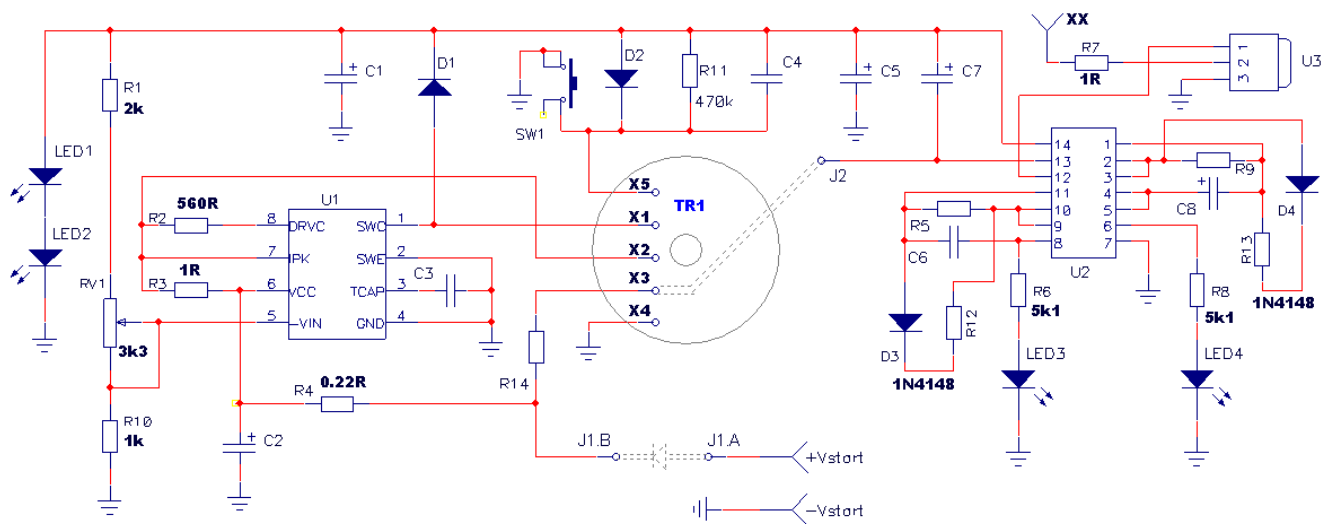 XX
R7
1R
1
2
3
U3
R1
2k
C1
D1
SW1
D2
R11
470k
C4
C5
C7
LED1
LED2
R2
560R
R3
1R
RV1
3k3
R10
1k
U1
8 DRVC SWC 1
7 IPK SWE 2
6 VCC TCAP 3
5 -VIN GND 4
C3
C2
R4
0.22R
R14
X5
TR1
X1
X2
X3
X4
J2
J1.B
J1.A
+Vstart
-Vstart
14 1
13 2
12 3
11 4
10 5
9 6
8 7
U2
R5
C6
D3
1N4148
R12
R6
5k1
LED3
R9
C8
D4
R13
1N4148
R8
5k1
LED4